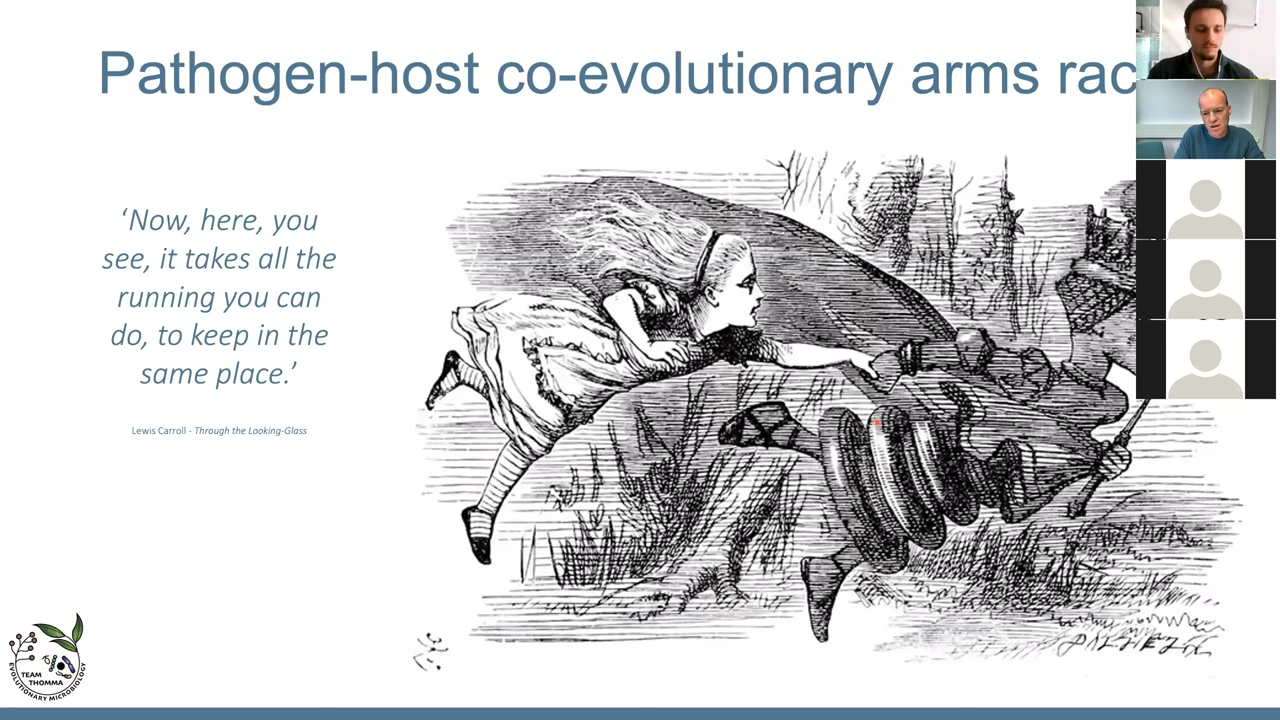 Pathogen-host co-evolutionary arms rac
‘Now, here, you
see, it takes all the
running you can
do, to keep in the
same place.’
Lewis Carroll - Through the Looking-Glass
TEAM
THOMMA
EVOLUTIONARY MICROBIOLOGY